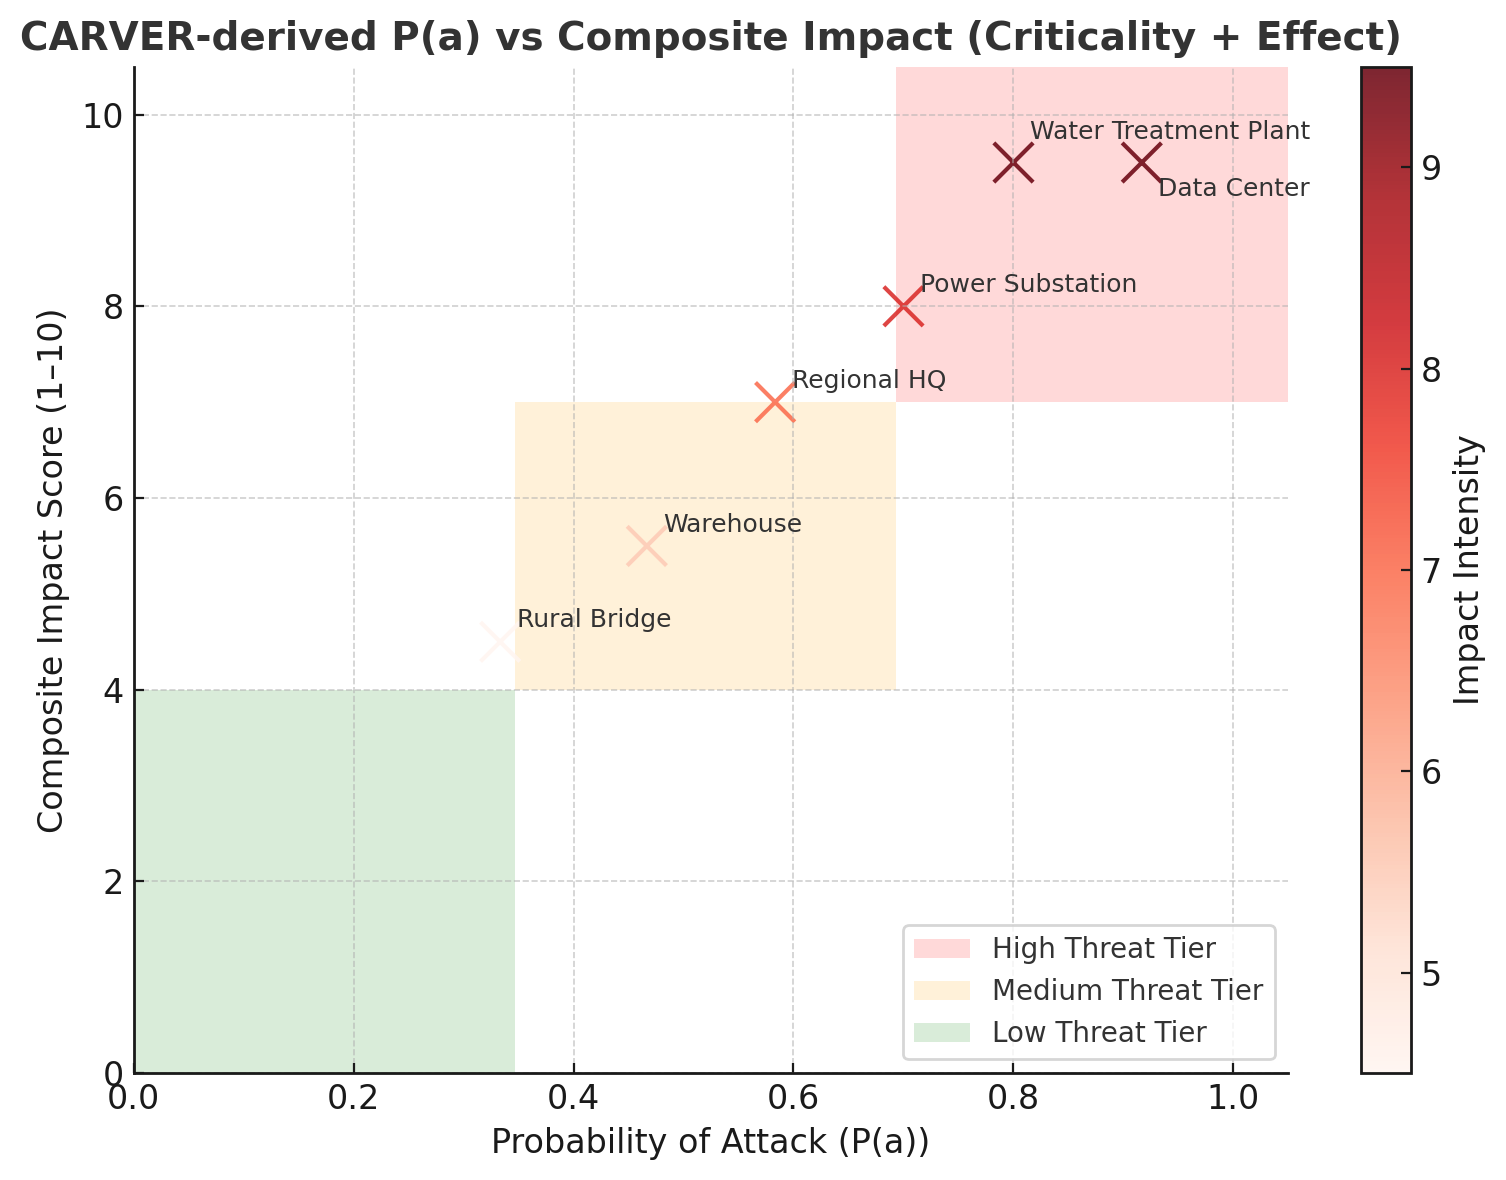 CARVER-derived P(a) vs Composite Impact (Criticality + Effect)
Composite Impact Score (1–10)
10
8
6
4
2
0
Water Treatment Plant
Data Center
Power Substation
Regional HQ
Warehouse
Rural Bridge
High Threat Tier
Medium Threat Tier
Low Threat Tier
0.0 0.2 0.4 0.6 0.8 1.0
Probability of Attack (P(a))
9
8
7
6
5
Impact Intensity